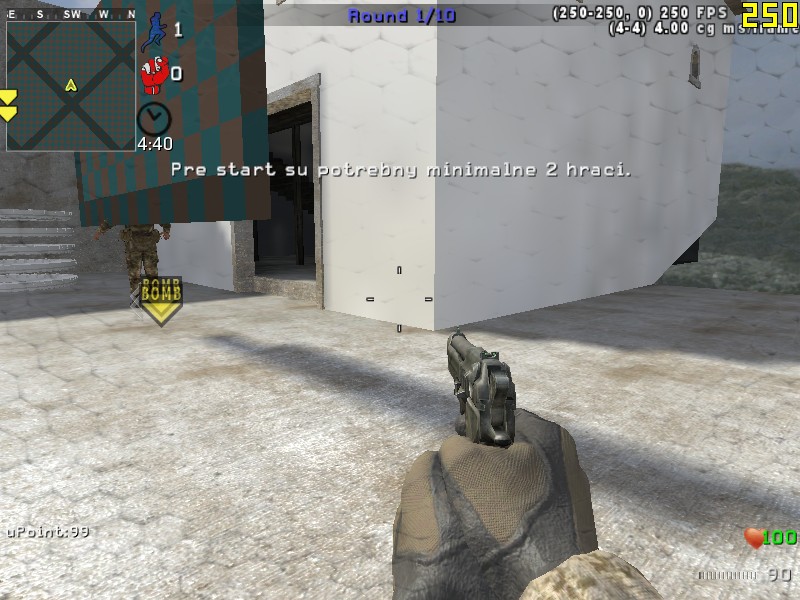 E S SW W N
1
0
4:40
Round 1/10
(250-250, 0) 250 FPS
(4-4) 4.00 cg ms/frame
250
Pre start su potrebny minimalne 2 hraci.
BOMB
BOMB
uPoint:99
100
90